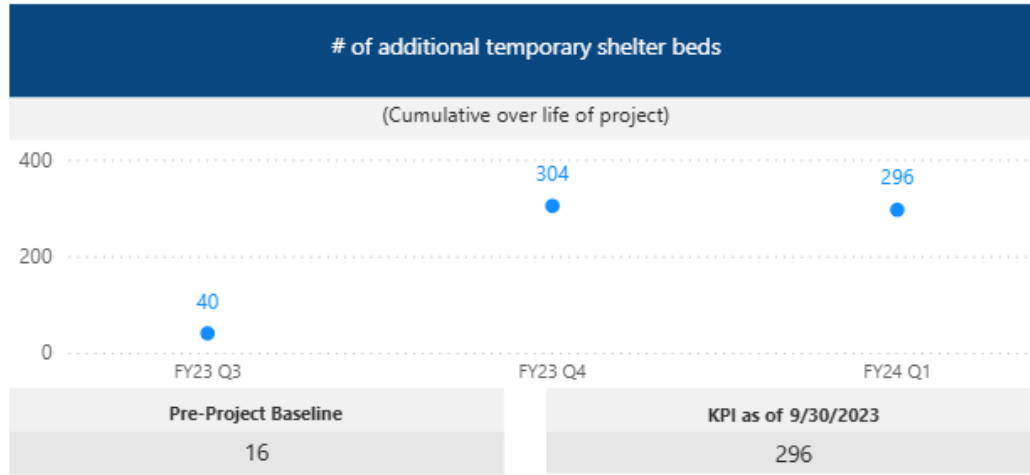 # of additional temporary shelter beds
(Cumulative over life of project)
400
304
296
200
40
0
FY23 Q3
FY23 Q4
FY24 Q1
Pre-Project Baseline
KPI as of 9/30/2023
16
296